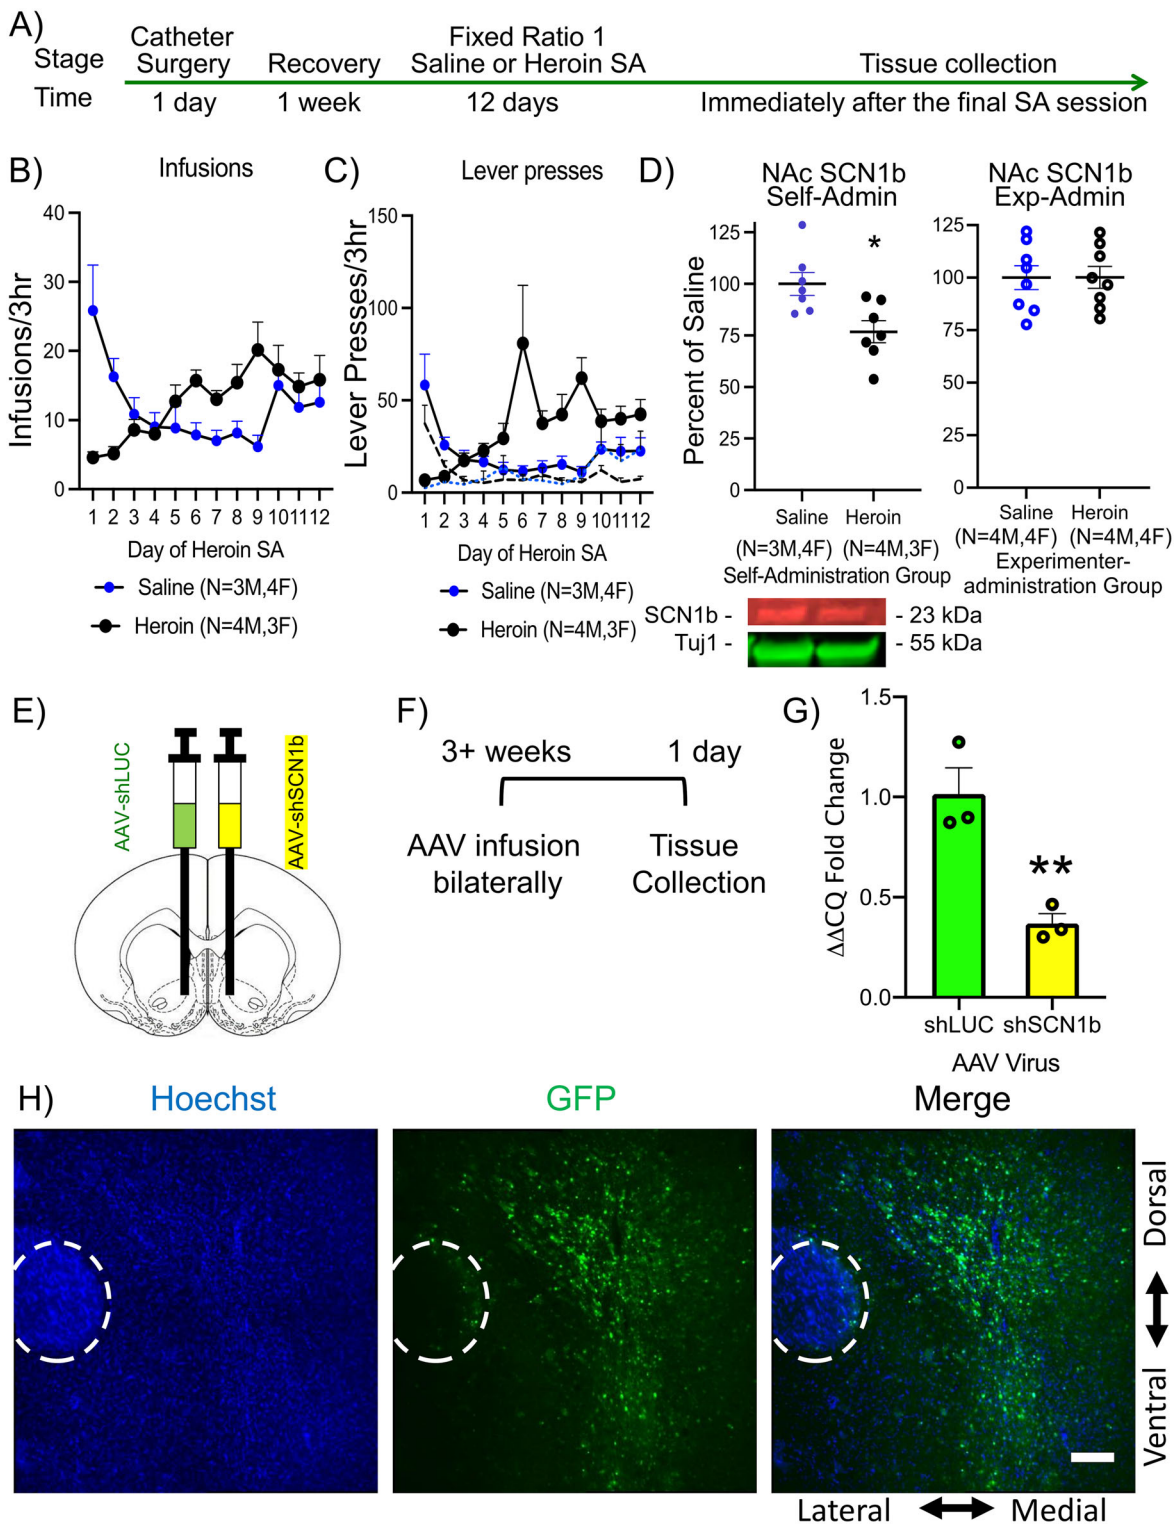 A)
Stage
Catheter
Surgery
Recovery
Fixed Ratio 1
Saline or Heroin SA
Tissue collection
Time
1 day
1 week
12 days
Immediately after the final SA session
B)
Infusions
Infusions/3hr
40
30
20
10
0
1 2 3 4 5 6 7 8 9 10 11 12
Day of Heroin SA
Saline (N=3M,4F)
Heroin (N=4M,3F)
C)
Lever presses
Lever Presses/3hr
150
100
50
0
1 2 3 4 5 6 7 8 9 10 11 12
Day of Heroin SA
Saline (N=3M,4F)
Heroin (N=4M,3F)
D)
NAc SCN1b
Self-Admin
Percent of Saline
125
100
75
50
25
0
*
Saline Heroin
(N=3M,4F) (N=4M,3F)
Self-Administration Group
NAc SCN1b
Exp-Admin
125
100
75
50
25
0
Saline Heroin
(N=4M,4F) (N=4M,4F)
Experimenter-
administration Group
SCN1b - - 23 kDa
Tuj1 - - 55 kDa
E)
AAV-shLUC
AAV-shSCN1b
F)
3+ weeks 1 day
AAV infusion
bilaterally
Tissue
Collection
G)
ΔΔCQ Fold Change
1.5
1.0
0.5
0.0
**
shLUC shSCN1b
AAV Virus
H)
Hoechst
GFP
Merge
Dorsal
Ventral
Lateral Medial